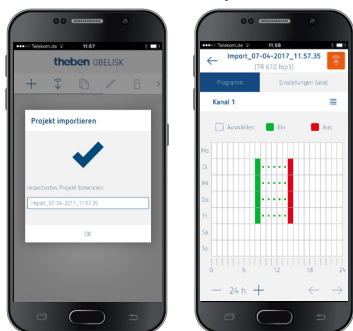 Telekom.de 11:57
theben OBELISK
Projekt importieren
Importiertes Projekt benennen:
Import_07-04-2017_11.57.35
OK
Telekom.de 11:58
Import_07-04-2017_11.57.35
[TR 610 top3]
Programm Einstellungen Gerät
Kanal 1
Auswählen Ein Aus
Mo.
Di.
Mi.
Do.
Fr.
Sa.
So.
0 6 12 18 24
24 h